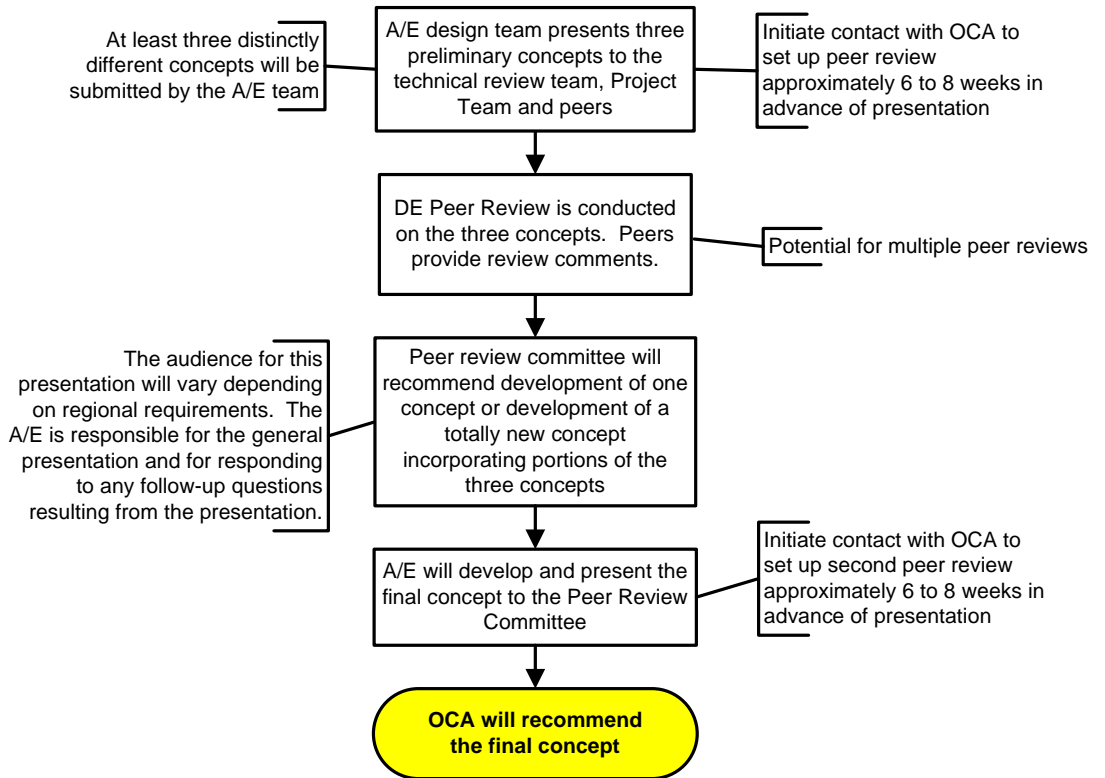 At least three distinctly
different concepts will be
submitted by the A/E team
A/E design team presents three
preliminary concepts to the
technical review team, Project
Team and peers
Initiate contact with OCA to
set up peer review
approximately 6 to 8 weeks in
advance of presentation
DE Peer Review is conducted
on the three concepts.  Peers
provide review comments.
Potential for multiple peer reviews
The audience for this
presentation will vary depending
on regional requirements.  The
A/E is responsible for the general
presentation and for responding
to any follow-up questions
resulting from the presentation.
Peer review committee will
recommend development of one
concept or development of a
totally new concept
incorporating portions of the
three concepts
A/E will develop and present the
final concept to the Peer Review
Committee
Initiate contact with OCA to
set up second peer review
approximately 6 to 8 weeks in
advance of presentation
OCA will recommend
the final concept